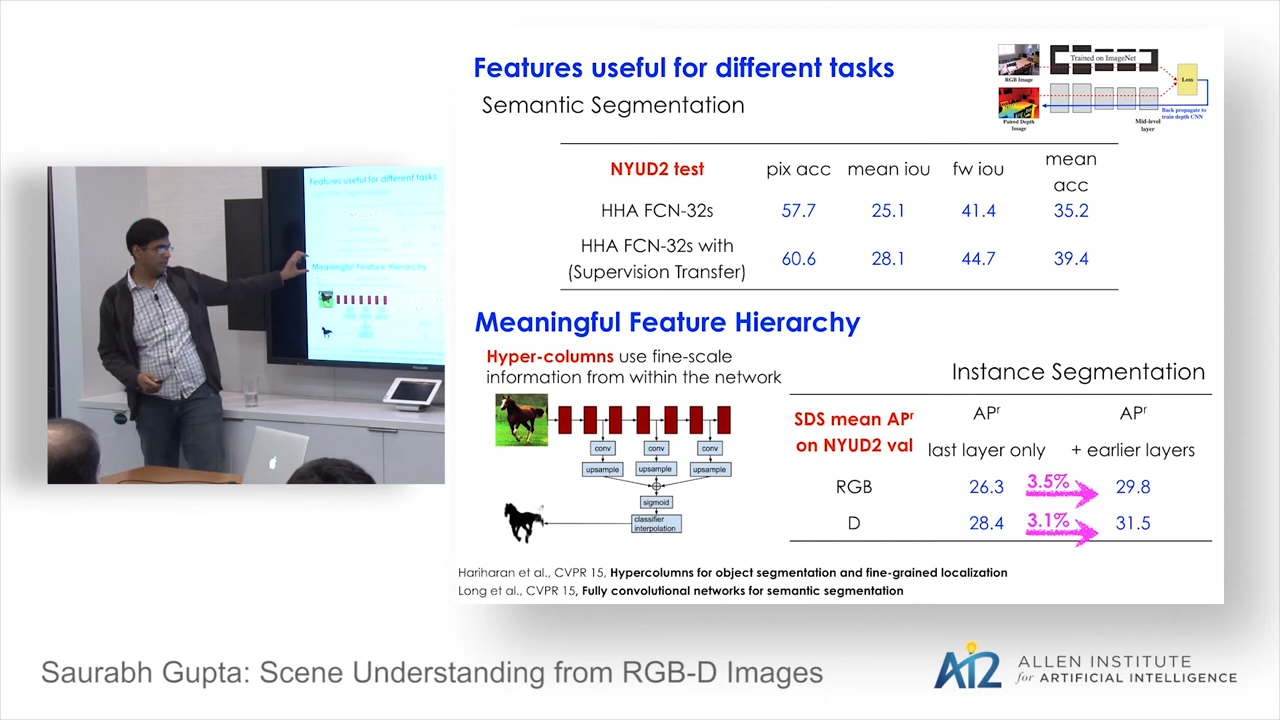 Features useful for different tasks
Semantic Segmentation
RGB Image
Trained on ImageNet
Loss
Paired Depth
Image
Mid-level
layer
Back propagate to
train depth CNN
NYUD2 test pix acc mean iou fw iou mean acc
HHA FCN-32s 57.7 25.1 41.4 35.2
HHA FCN-32s with
(Supervision Transfer) 60.6 28.1 44.7 39.4
Meaningful Feature Hierarchy
Hyper-columns use fine-scale
information from within the network
conv conv conv
upsample upsample upsample
sigmoid
classifier
interpolation
Instance Segmentation
SDS mean APʳ
on NYUD2 val
APʳ APʳ
last layer only + earlier layers
RGB 26.3 3.5% 29.8
D 28.4 3.1% 31.5
Hariharan et al., CVPR 15, Hypercolumns for object segmentation and fine-grained localization
Long et al., CVPR 15, Fully convolutional networks for semantic segmentation
Features useful for different tasks
Meaningful Feature Hierarchy
Saurabh Gupta: Scene Understanding from RGB-D Images
AI2
ALLEN INSTITUTE
for ARTIFICIAL INTELLIGENCE